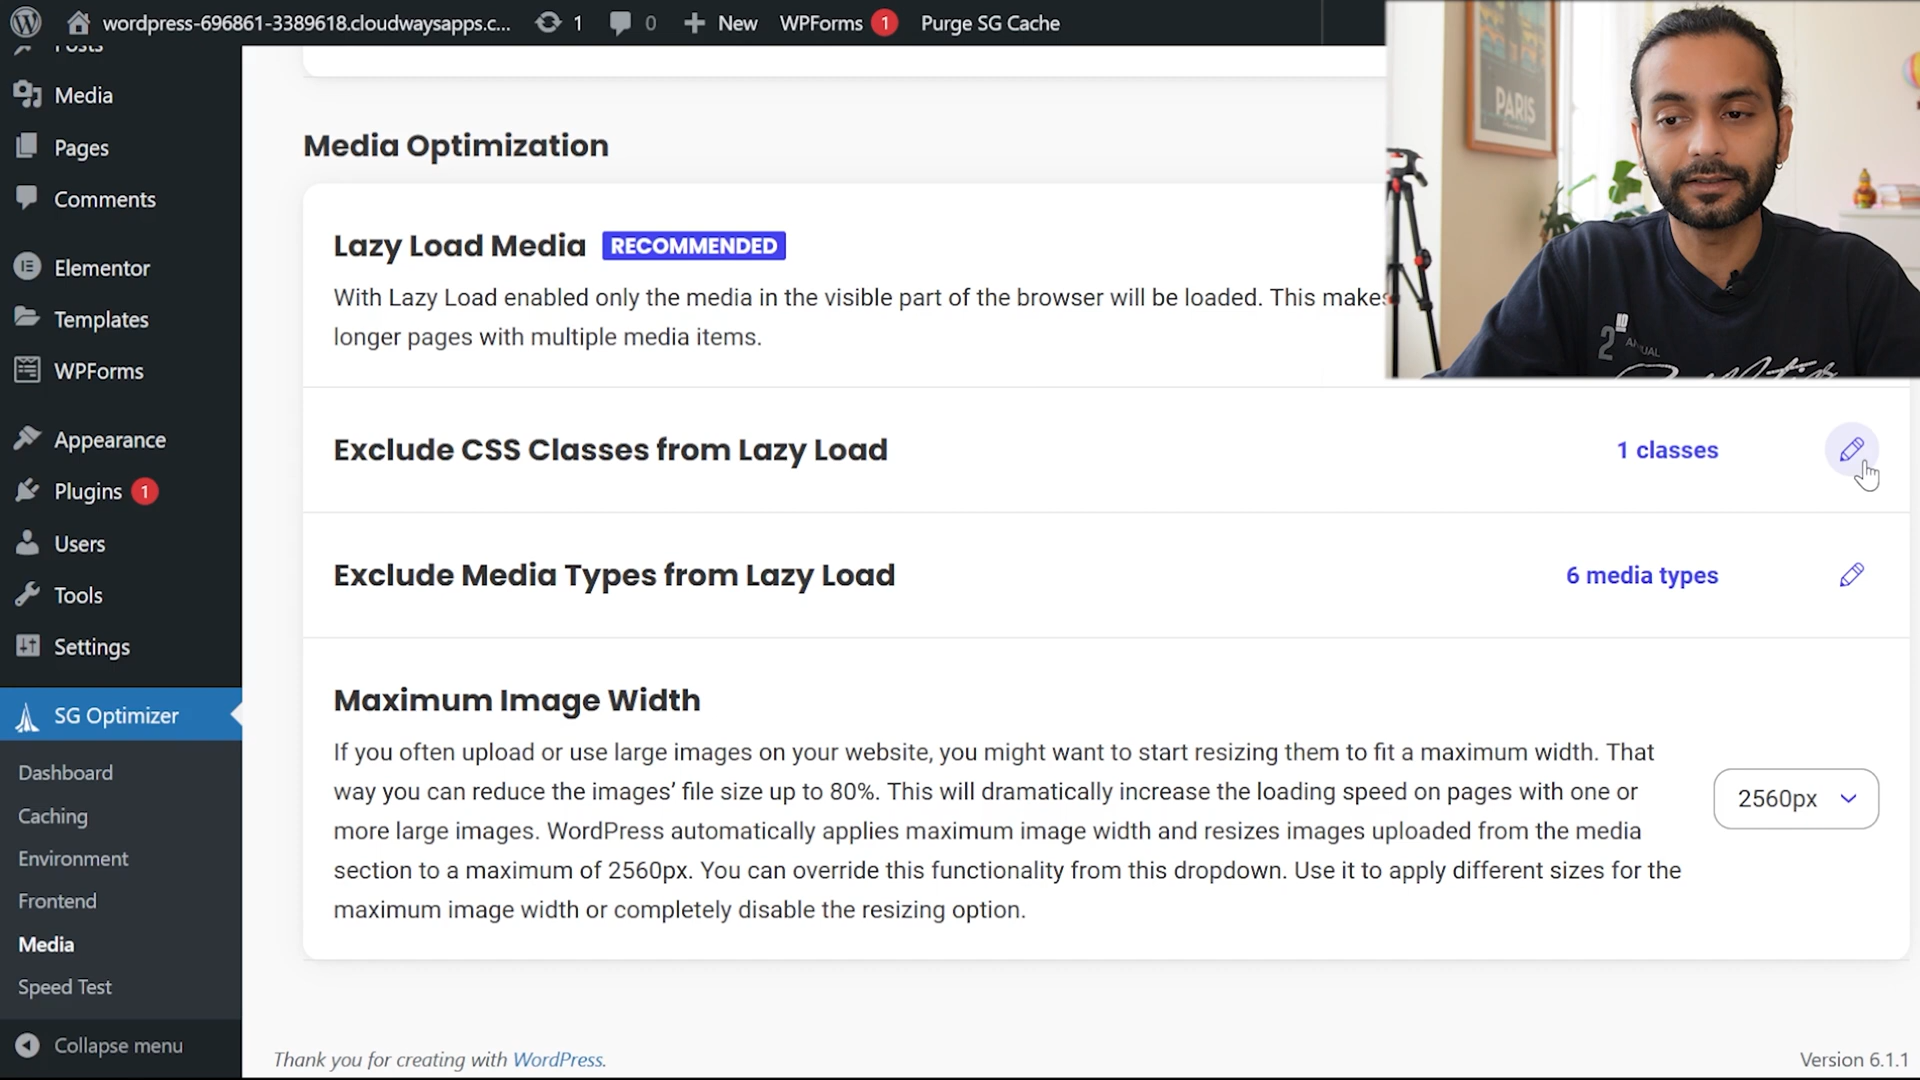 wordpress-696861-3389618.cloudwaysapps.c...
1
0
New
WPForms 1
Purge SG Cache
Posts
Media
Pages
Comments
Elementor
Templates
WPForms
Appearance
Plugins 1
Users
Tools
Settings
SG Optimizer
Dashboard
Caching
Environment
Frontend
Media
Speed Test
Collapse menu
Media Optimization
Lazy Load Media RECOMMENDED
With Lazy Load enabled only the media in the visible part of the browser will be loaded. This makes
longer pages with multiple media items.
Exclude CSS Classes from Lazy Load
1 classes
Exclude Media Types from Lazy Load
6 media types
Maximum Image Width
If you often upload or use large images on your website, you might want to start resizing them to fit a maximum width. That
way you can reduce the images’ file size up to 80%. This will dramatically increase the loading speed on pages with one or
more large images. WordPress automatically applies maximum image width and resizes images uploaded from the media
section to a maximum of 2560px. You can override this functionality from this dropdown. Use it to apply different sizes for the
maximum image width or completely disable the resizing option.
2560px
Thank you for creating with WordPress.
Version 6.1.1
PARIS
2ND
ANNUAL